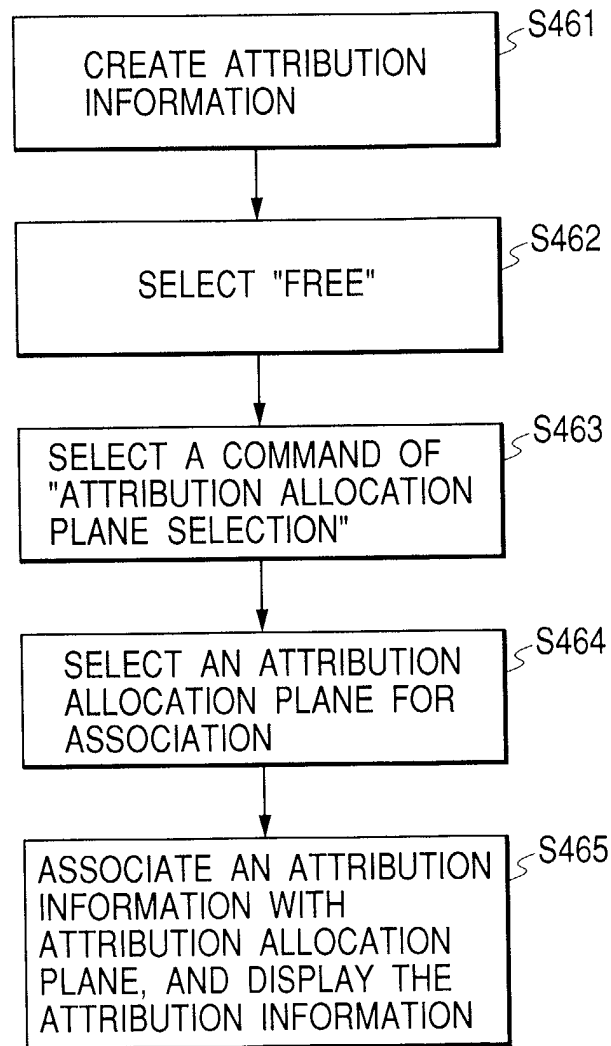 S461
CREATE ATTRIBUTION
INFORMATION
S462
SELECT "FREE"
S463
SELECT A COMMAND OF
"ATTRIBUTION ALLOCATION
PLANE SELECTION"
S464
SELECT AN ATTRIBUTION
ALLOCATION PLANE FOR
ASSOCIATION
S465
ASSOCIATE AN ATTRIBUTION
INFORMATION WITH
ATTRIBUTION ALLOCATION
PLANE, AND DISPLAY THE
ATTRIBUTION INFORMATION